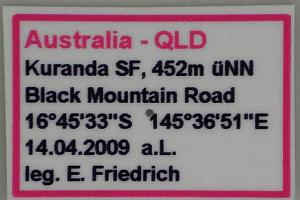 Australia - QLD
Kuranda SF, 452m üNN
Black Mountain Road
16°45'33"S 145°36'51"E
14.04.2009 a.L.
leg. E. Friedrich